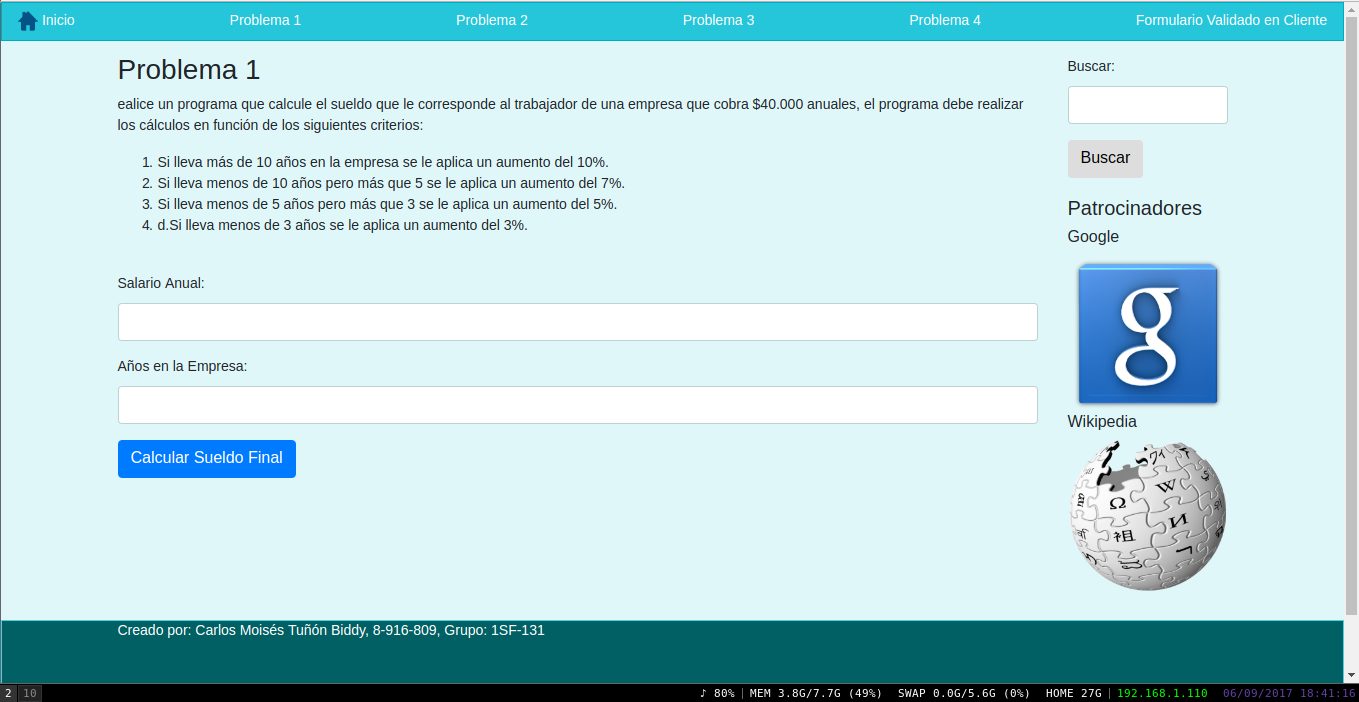 Inicio
Problema 1
Problema 2
Problema 3
Problema 4
Formulario Validado en Cliente
Problema 1
ealice un programa que calcule el sueldo que le corresponde al trabajador de una empresa que cobra $40.000 anuales, el programa debe realizar
los cálculos en función de los siguientes criterios:
1. Si lleva más de 10 años en la empresa se le aplica un aumento del 10%.
2. Si lleva menos de 10 años pero más que 5 se le aplica un aumento del 7%.
3. Si lleva menos de 5 años pero más que 3 se le aplica un aumento del 5%.
4. d.Si lleva menos de 3 años se le aplica un aumento del 3%.
Salario Anual:
Años en la Empresa:
Calcular Sueldo Final
Buscar:
Buscar
Patrocinadores
Google
g
Wikipedia
Ω
W
И
祖
Creado por: Carlos Moisés Tuñón Biddy, 8-916-809, Grupo: 1SF-131
2 10
♪ 80% | MEM 3.8G/7.7G (49%) SWAP 0.0G/5.6G (0%) HOME 27G | 192.168.1.110 06/09/2017 18:41:16